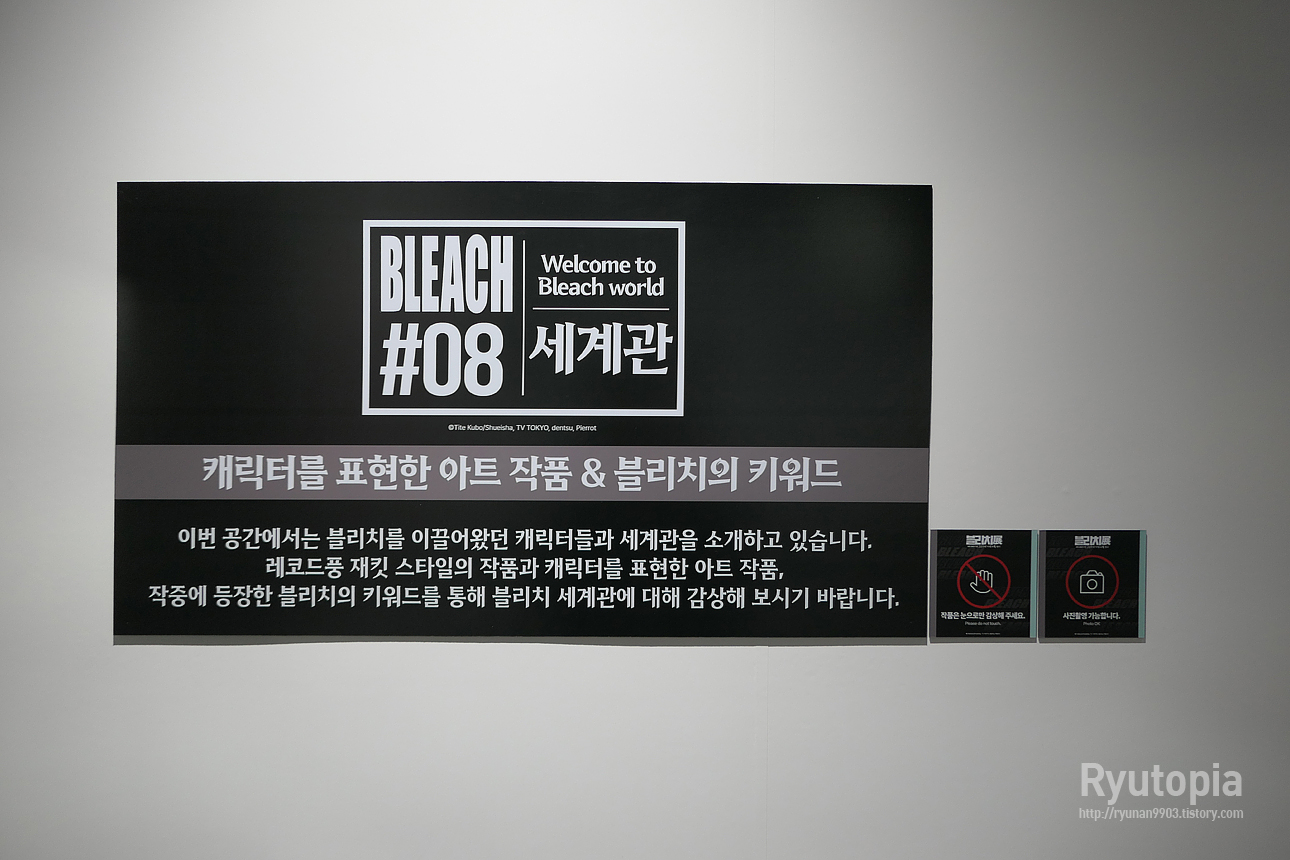 BLEACH
#08
Welcome to
Bleach world
세계관
©Tite Kubo/Shueisha, TV TOKYO, dentsu, Pierrot
캐릭터를 표현한 아트 작품 & 블리치의 키워드
이번 공간에서는 블리치를 이끌어왔던 캐릭터들과 세계관을 소개하고 있습니다.
레코드풍 재킷 스타일의 작품과 캐릭터를 표현한 아트 작품,
작중에 등장한 블리치의 키워드를 통해 블리치 세계관에 대해 감상해 보시기 바랍니다.
블리치展
작품은 눈으로만 감상해 주세요.
Please do not touch.
블리치展
사진촬영 가능합니다.
Photo OK
Ryutopia
http://ryunan9903.tistory.com